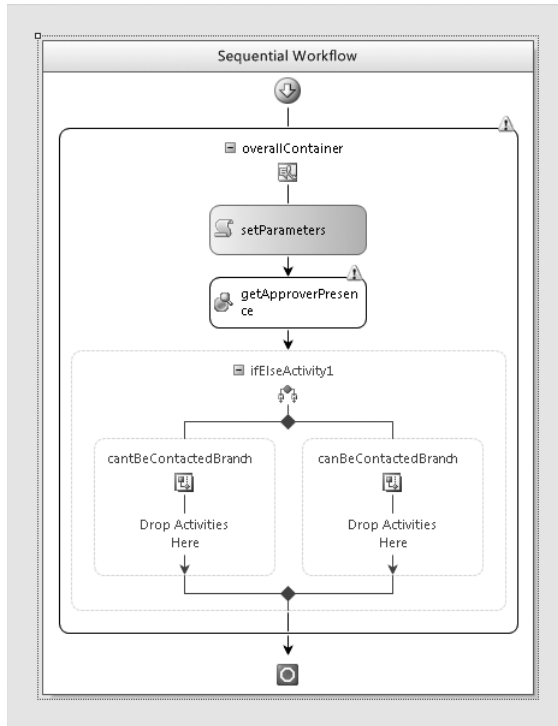 Sequential Workflow
overallContainer
setParameters
getApproverPresen
ce
ifElseActivity1
cantBeContactedBranch
canBeContactedBranch
Drop Activities
Here
Drop Activities
Here